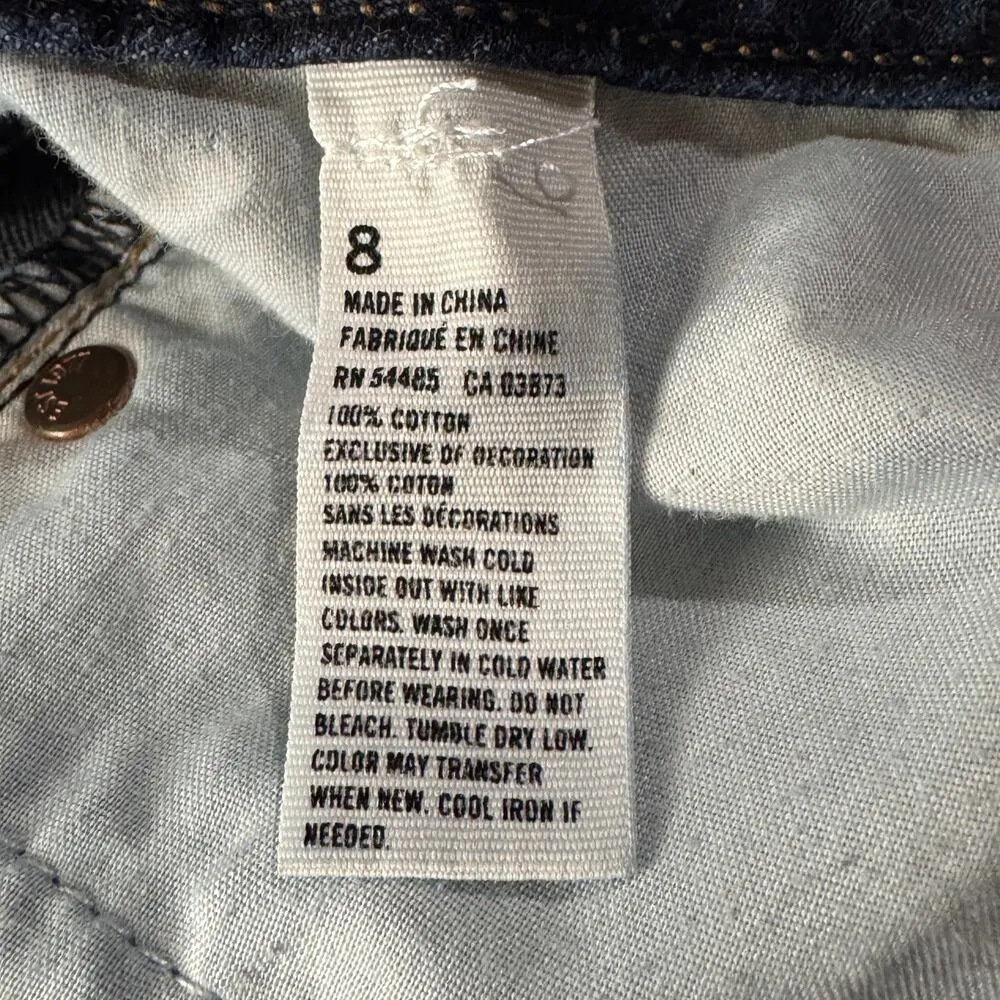 8
MADE IN CHINA
FABRIQUÉ EN CHINE
RN 54485 CA 03873
100% COTTON
EXCLUSIVE OF DECORATION
100% COTON
SANS LES DÉCORATIONS
MACHINE WASH COLD
INSIDE OUT WITH LIKE
COLORS. WASH ONCE
SEPARATELY IN COLD WATER
BEFORE WEARING. DO NOT
BLEACH. TUMBLE DRY LOW.
COLOR MAY TRANSFER
WHEN NEW. COOL IRON IF
NEEDED.